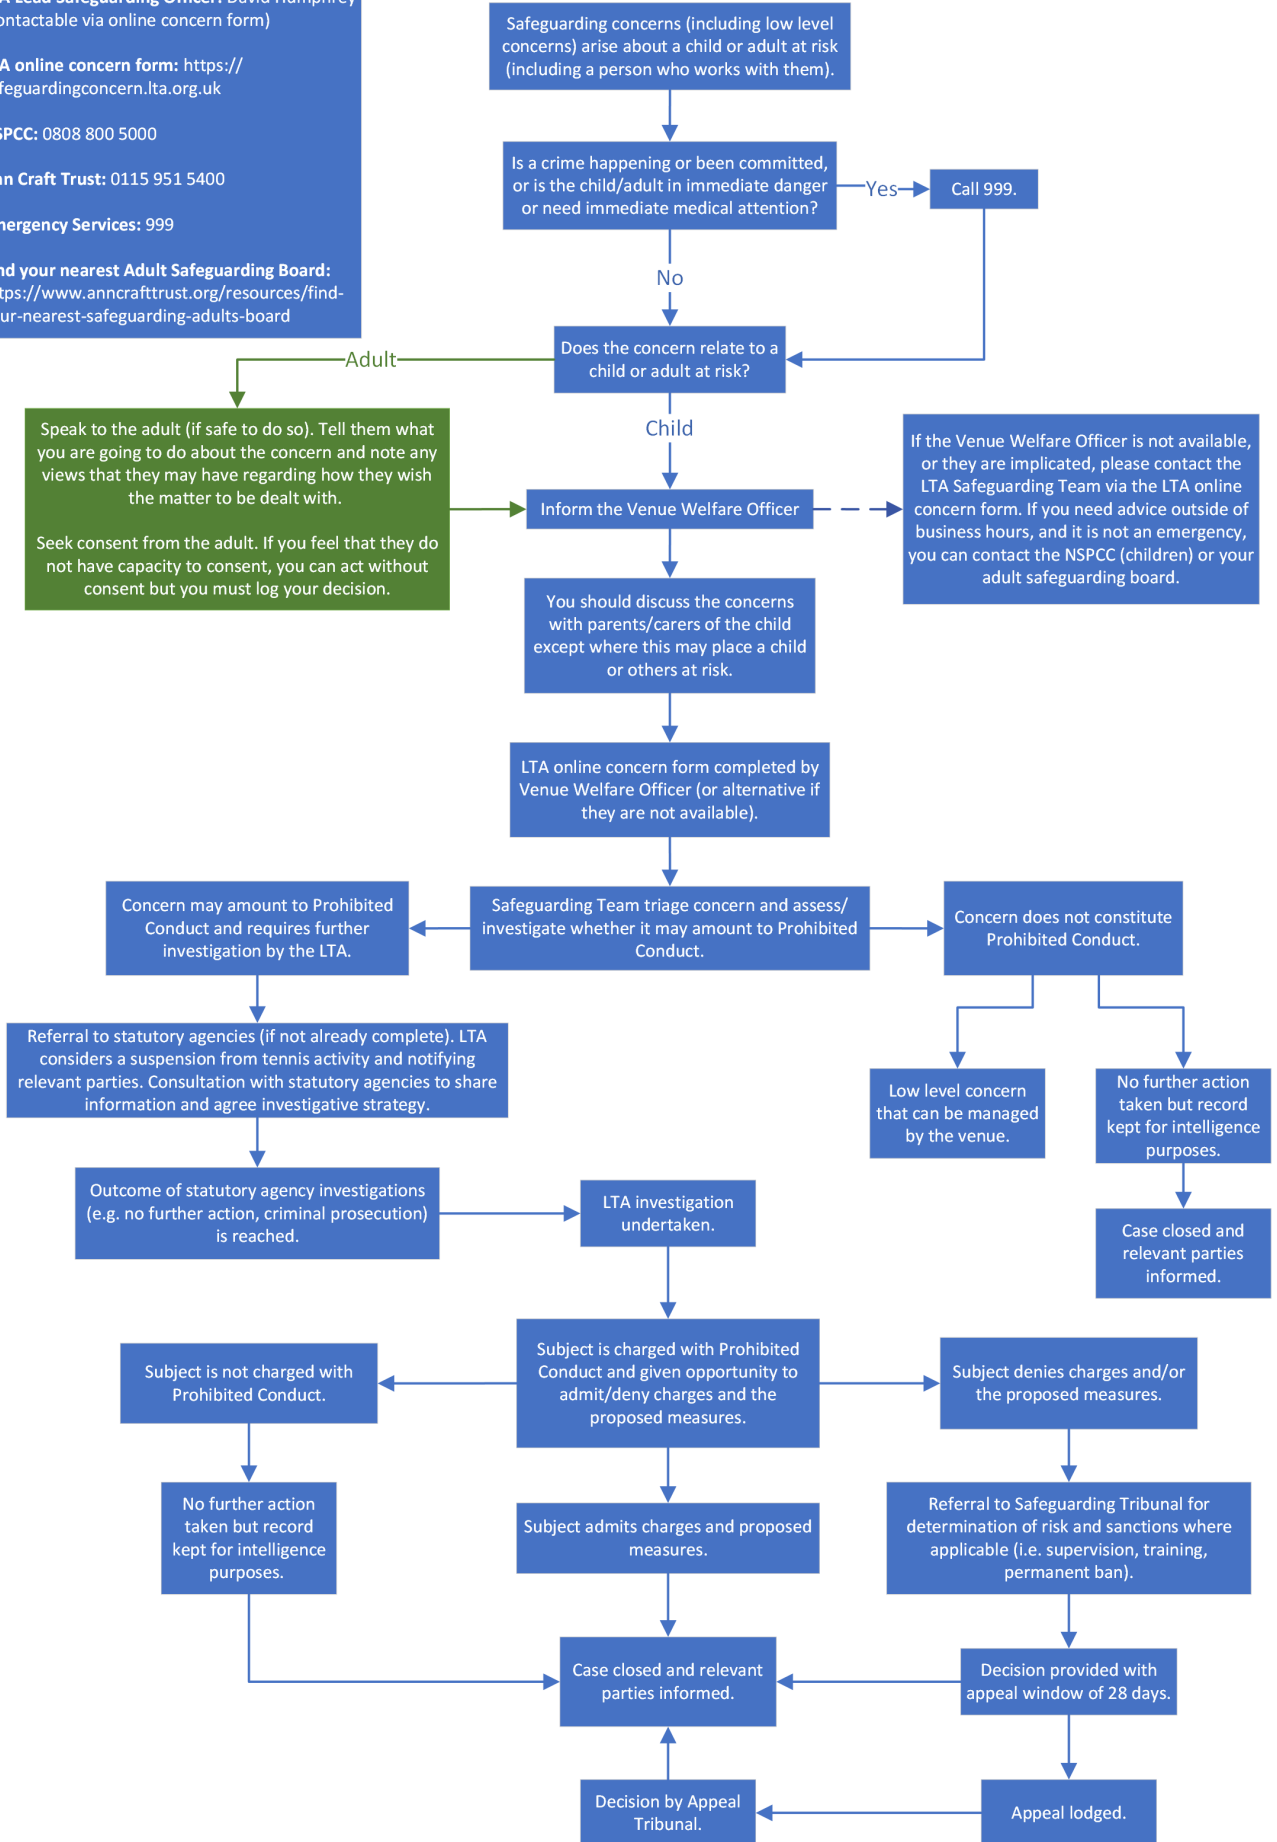 A Lead Safeguarding Officer: David Humphrey
ontactable via online concern form)
A online concern form: https://
feguardingconcern.lta.org.uk
SPCC: 0808 800 5000
nn Craft Trust: 0115 951 5400
mergency Services: 999
nd your nearest Adult Safeguarding Board:
tps://www.anncrafttrust.org/resources/find-
ur-nearest-safeguarding-adults-board
Safeguarding concerns (including low level
concerns) arise about a child or adult at risk
(including a person who works with them).
Is a crime happening or been committed,
or is the child/adult in immediate danger
or need immediate medical attention?
Yes
Call 999.
No
Does the concern relate to a
child or adult at risk?
Adult
Child
Speak to the adult (if safe to do so). Tell them what
you are going to do about the concern and note any
views that they may have regarding how they wish
the matter to be dealt with.
Seek consent from the adult. If you feel that they do
not have capacity to consent, you can act without
consent but you must log your decision.
Inform the Venue Welfare Officer
If the Venue Welfare Officer is not available,
or they are implicated, please contact the
LTA Safeguarding Team via the LTA online
concern form. If you need advice outside of
business hours, and it is not an emergency,
you can contact the NSPCC (children) or your
adult safeguarding board.
You should discuss the concerns
with parents/carers of the child
except where this may place a child
or others at risk.
LTA online concern form completed by
Venue Welfare Officer (or alternative if
they are not available).
Concern may amount to Prohibited
Conduct and requires further
investigation by the LTA.
Safeguarding Team triage concern and assess/
investigate whether it may amount to Prohibited
Conduct.
Concern does not constitute
Prohibited Conduct.
Referral to statutory agencies (if not already complete). LTA
considers a suspension from tennis activity and notifying
relevant parties. Consultation with statutory agencies to share
information and agree investigative strategy.
Low level concern
that can be managed
by the venue.
No further action
taken but record
kept for intelligence
purposes.
Outcome of statutory agency investigations
(e.g. no further action, criminal prosecution)
is reached.
LTA investigation
undertaken.
Case closed and
relevant parties
informed.
Subject is not charged with
Prohibited Conduct.
Subject is charged with Prohibited
Conduct and given opportunity to
admit/deny charges and the
proposed measures.
Subject denies charges and/or
the proposed measures.
No further action
taken but record
kept for intelligence
purposes.
Subject admits charges and proposed
measures.
Referral to Safeguarding Tribunal for
determination of risk and sanctions where
applicable (i.e. supervision, training,
permanent ban).
Case closed and relevant
parties informed.
Decision provided with
appeal window of 28 days.
Decision by Appeal
Tribunal.
Appeal lodged.